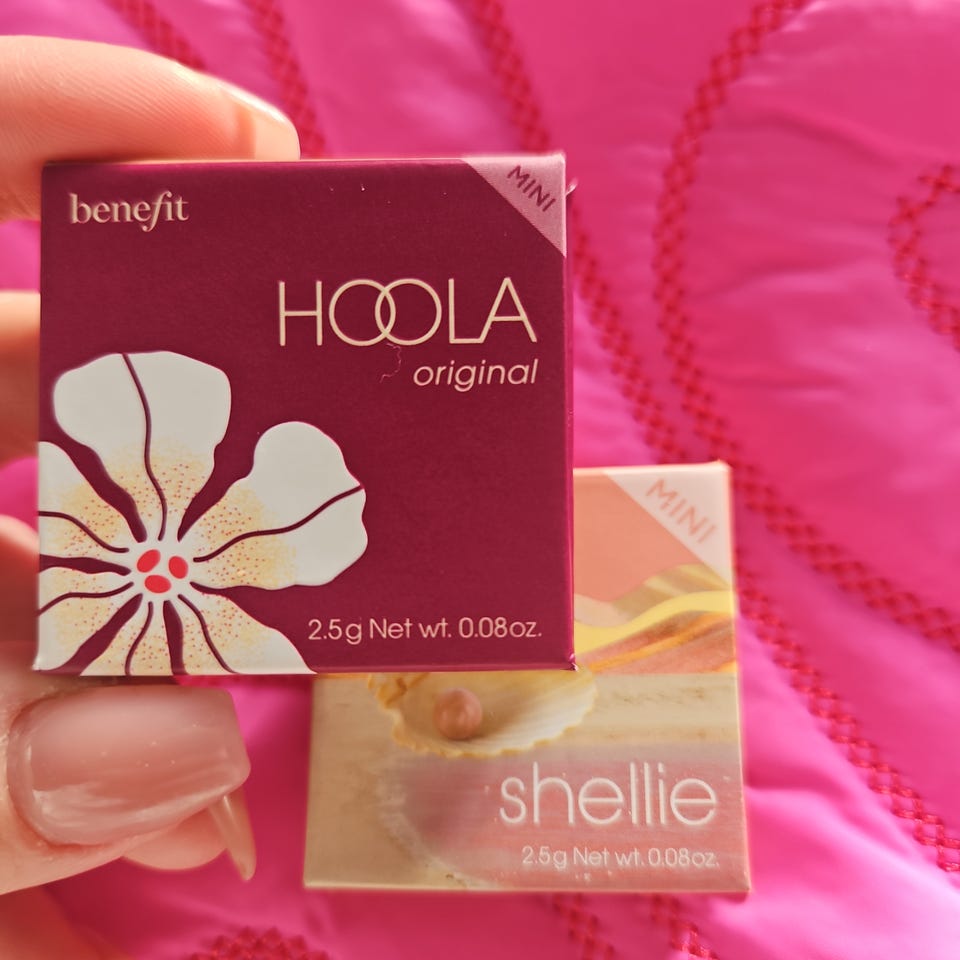 benefit
MINI
HOOLA
original
2.5g Net wt. 0.08oz.
MINI
shellie
2.5g Net wt. 0.08oz.